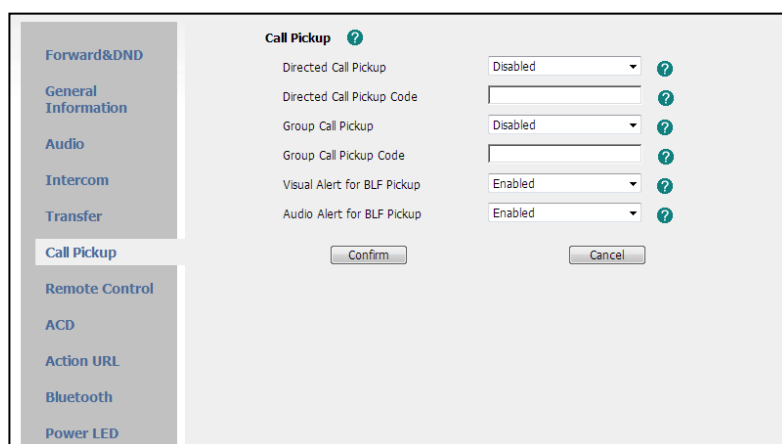 Forward&DND
General
Information
Audio
Intercom
Transfer
Call Pickup
Remote Control
ACD
Action URL
Bluetooth
Power LED
Call Pickup ?
Directed Call Pickup Disabled ?
Directed Call Pickup Code ?
Group Call Pickup Disabled ?
Group Call Pickup Code ?
Visual Alert for BLF Pickup Enabled ?
Audio Alert for BLF Pickup Enabled ?
Confirm Cancel